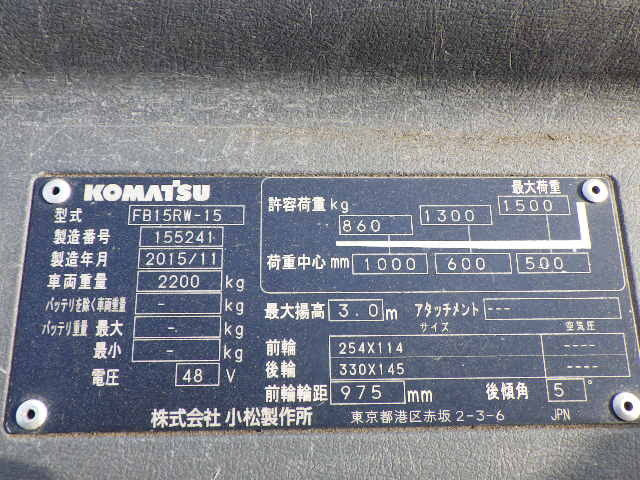 KOMATSU
型式 FB15RW-15
製造番号 155241
製造年月 2015/11
車両重量 2200 kg
バッテリを除く車両重量 - kg
バッテリ重量 最大 - kg
最小 - kg
電圧 48 V
最大荷重
許容荷重 kg 860 1300 1500
荷重中心 mm 1000 600 500
最大揚高 3.0 m アタッチメント ---
サイズ 空気圧
前輪 254X114 ----
後輪 330X145 ----
前輪輪距 975 mm 後傾角 5°
株式会社 小松製作所 東京都港区赤坂 2-3-6 JPN